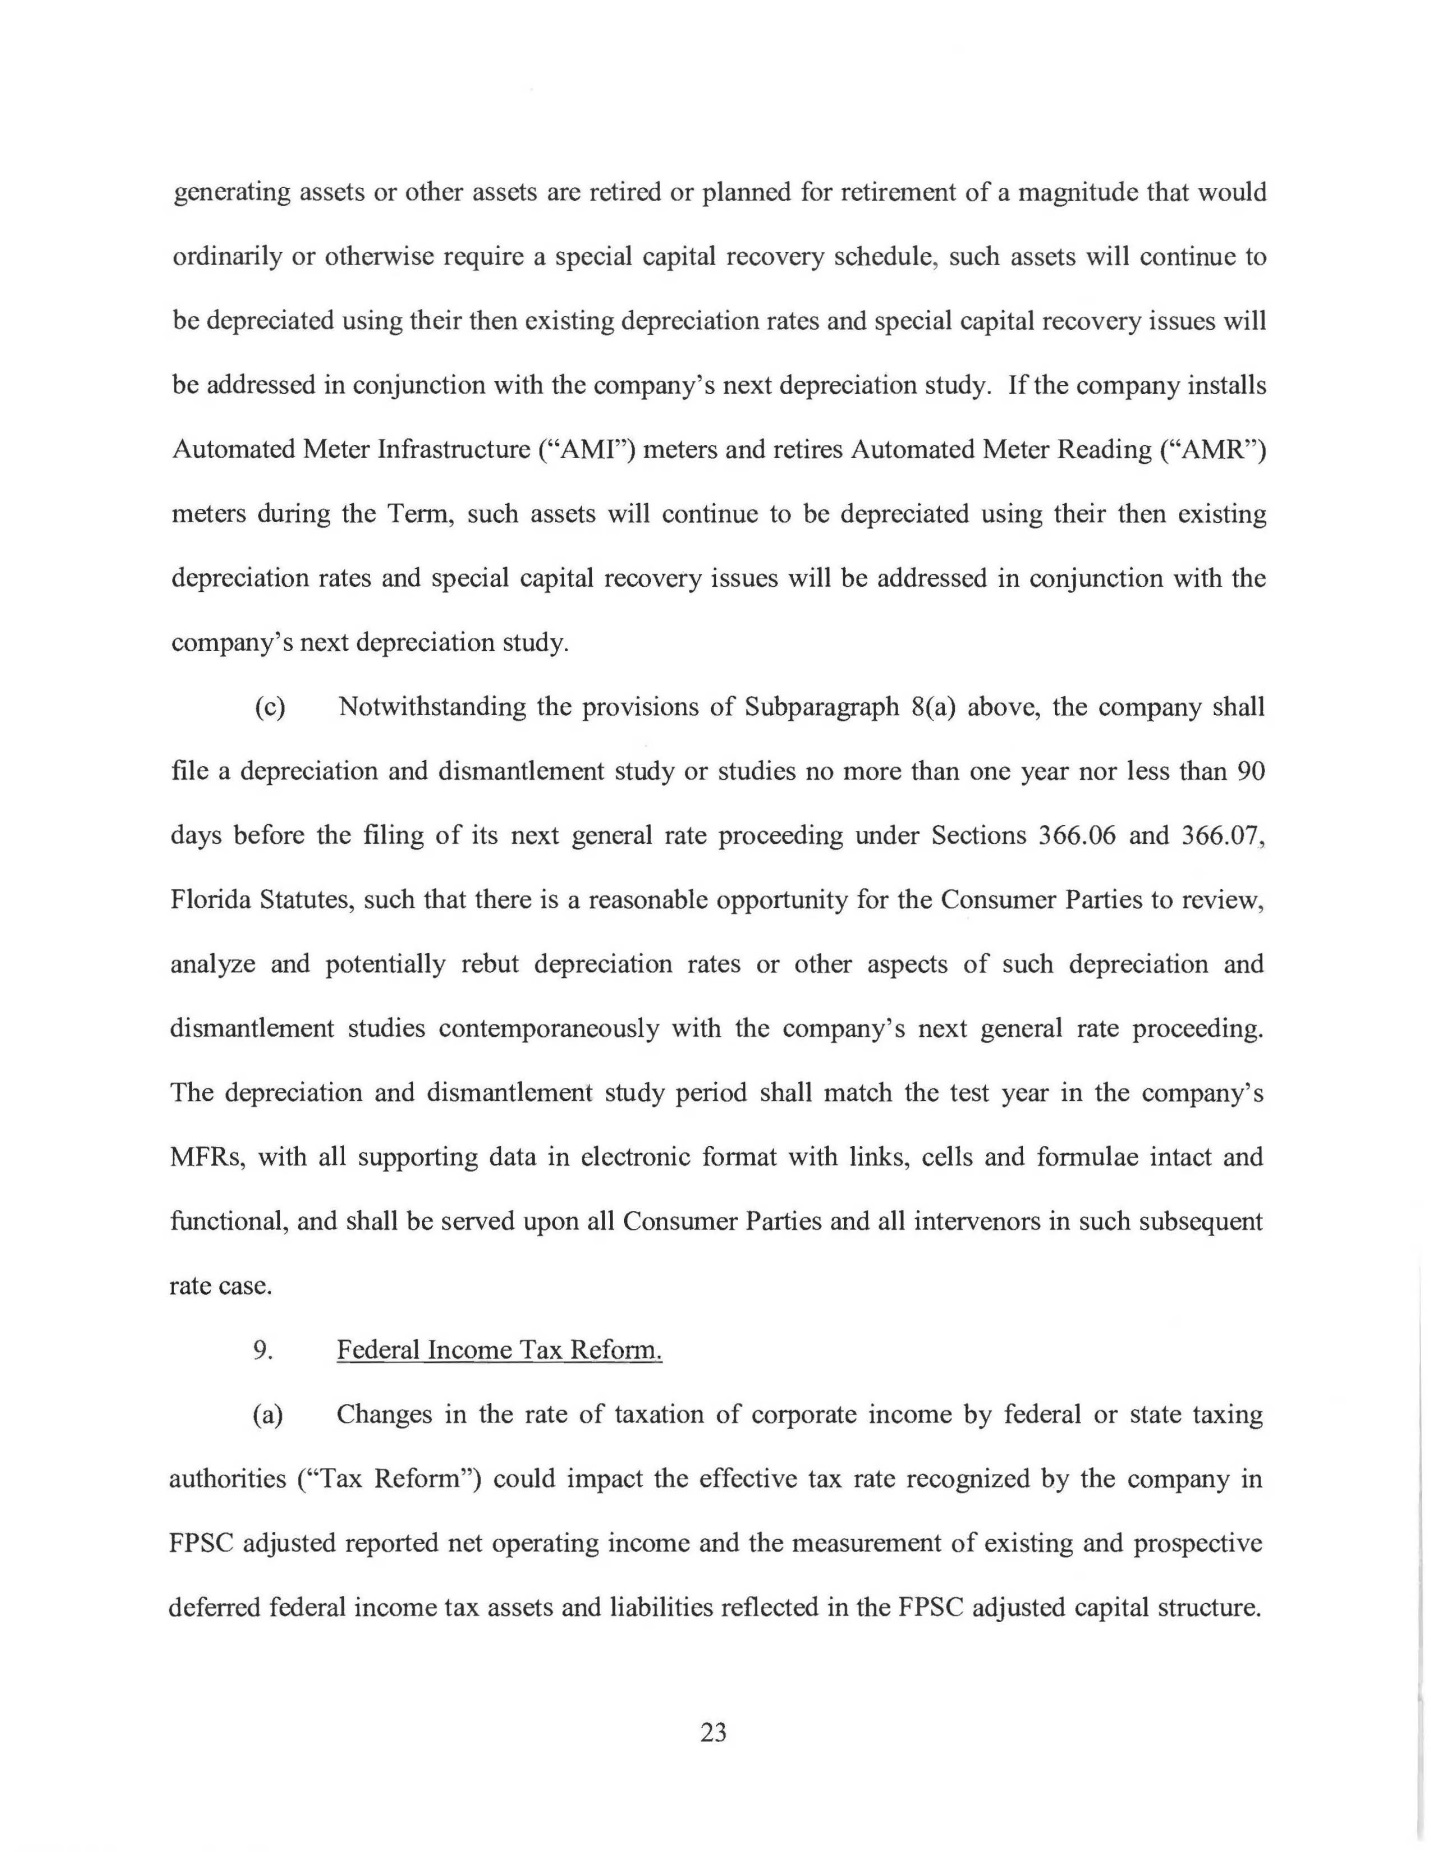 generating assets or other assets are retired or planned for retirement of a magnitude that would
ordinarily or otherwise require a special capital recovery schedule, such assets will continue to
be depreciated using their then existing depreciation rates and special capital recovery issues will
be addressed in conjunction with the company’s next depreciation study.  If the company installs
Automated Meter Infrastructure (“AMI”) meters and retires Automated Meter Reading (“AMR”)
meters during the Term, such assets will continue to be depreciated using their then existing
depreciation rates and special capital recovery issues will be addressed in conjunction with the
company’s next depreciation study.
(c) Notwithstanding the provisions of Subparagraph 8(a) above, the company shall
file a depreciation and dismantlement study or studies no more than one year nor less than 90
days before the filing of its next general rate proceeding under Sections 366.06 and 366.07,
Florida Statutes, such that there is a reasonable opportunity for the Consumer Parties to review,
analyze and potentially rebut depreciation rates or other aspects of such depreciation and
dismantlement studies contemporaneously with the company’s next general rate proceeding.
The depreciation and dismantlement study period shall match the test year in the company’s
MFRs, with all supporting data in electronic format with links, cells and formulae intact and
functional, and shall be served upon all Consumer Parties and all intervenors in such subsequent
rate case.
9. Federal Income Tax Reform.
(a) Changes in the rate of taxation of corporate income by federal or state taxing
authorities (“Tax Reform”) could impact the effective tax rate recognized by the company in
FPSC adjusted reported net operating income and the measurement of existing and prospective
deferred federal income tax assets and liabilities reflected in the FPSC adjusted capital structure.
23